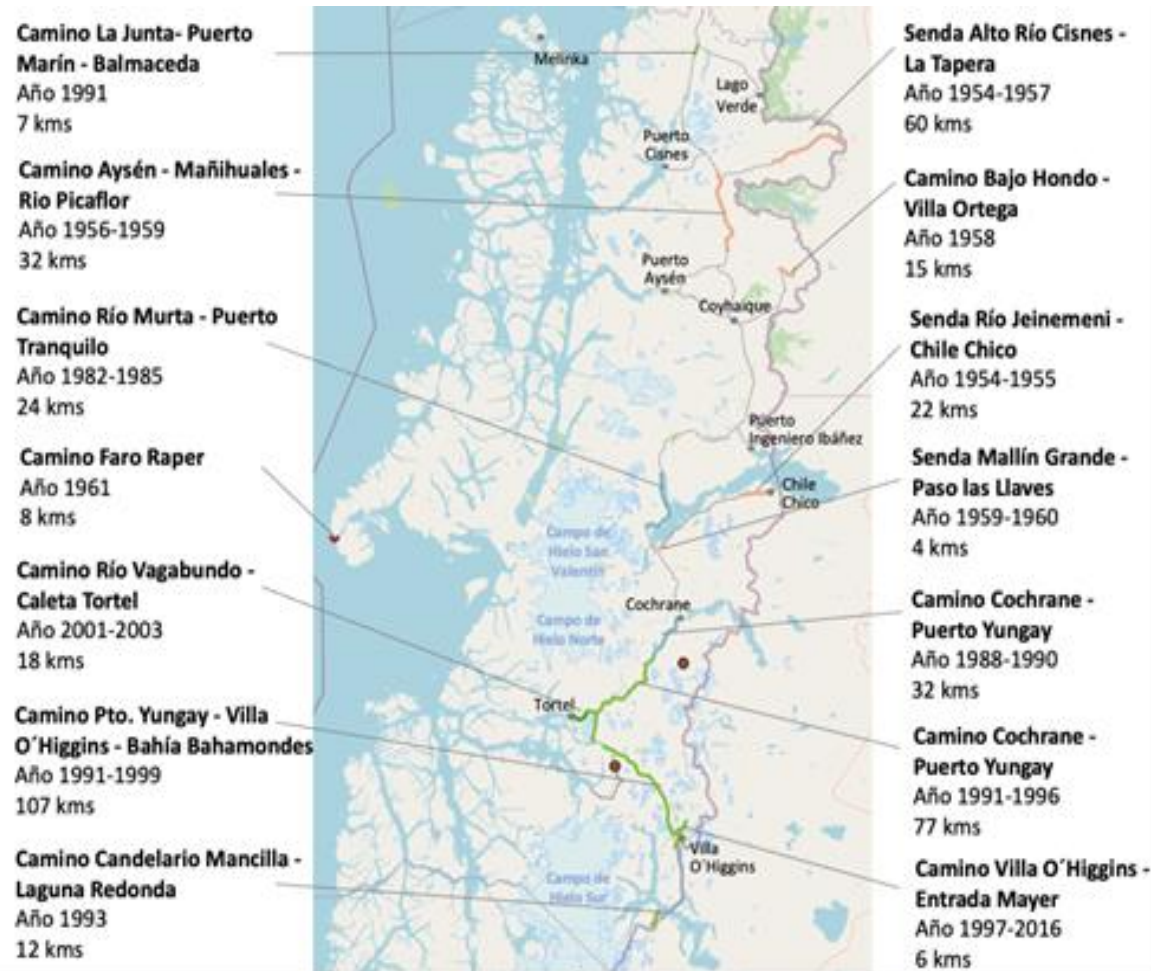 Camino La Junta- Puerto
Marín - Balmaceda
Año 1991
7 kms
Camino Aysén - Mañihuales -
Rio Picaflor
Año 1956-1959
32 kms
Camino Río Murta - Puerto
Tranquilo
Año 1982-1985
24 kms
Camino Faro Raper
Año 1961
8 kms
Camino Río Vagabundo -
Caleta Tortel
Año 2001-2003
18 kms
Camino Pto. Yungay - Villa
O´Higgins - Bahía Bahamondes
Año 1991-1999
107 kms
Camino Candelario Mancilla -
Laguna Redonda
Año 1993
12 kms
Melinka
Lago
Verde
Puerto
Cisnes
Puerto
Aysén
Coyhaique
Puerto
Ingeniero Ibáñez
Chile
Chico
Campo de
Hielo San
Valentín
Cochrane
Campo de
Hielo Norte
Tortel
Villa
O´Higgins
Campo de
Hielo Sur
Senda Alto Río Cisnes -
La Tapera
Año 1954-1957
60 kms
Camino Bajo Hondo -
Villa Ortega
Año 1958
15 kms
Senda Río Jeinemeni -
Chile Chico
Año 1954-1955
22 kms
Senda Mallín Grande -
Paso las Llaves
Año 1959-1960
4 kms
Camino Cochrane -
Puerto Yungay
Año 1988-1990
32 kms
Camino Cochrane -
Puerto Yungay
Año 1991-1996
77 kms
Camino Villa O´Higgins -
Entrada Mayer
Año 1997-2016
6 kms